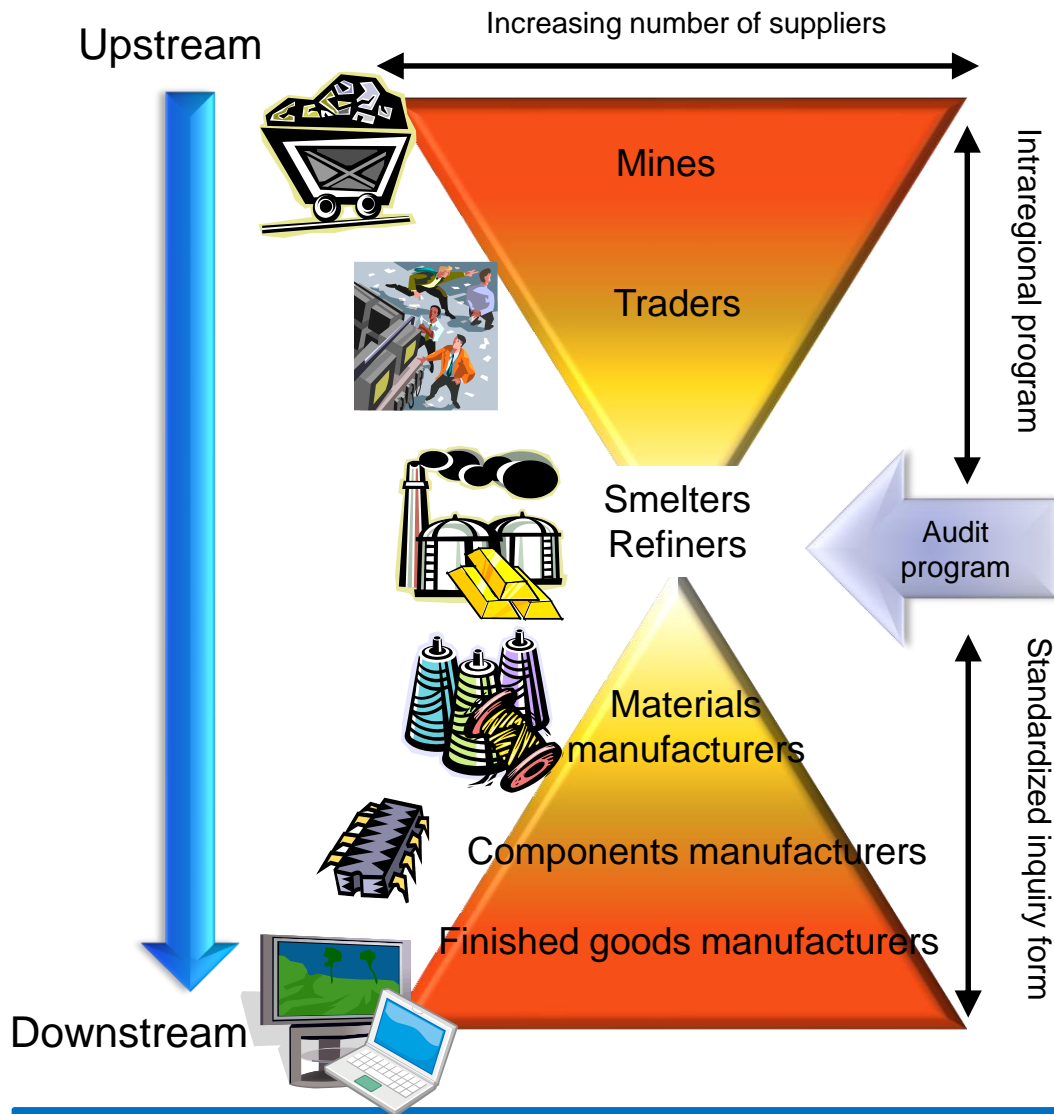 Increasing number of suppliers
Upstream
Mines
Intraregional program
Traders
Smelters
Refiners
Audit
program
Materials
manufacturers
Standardized inquiry form
Components manufacturers
Finished goods manufacturers
Downstream